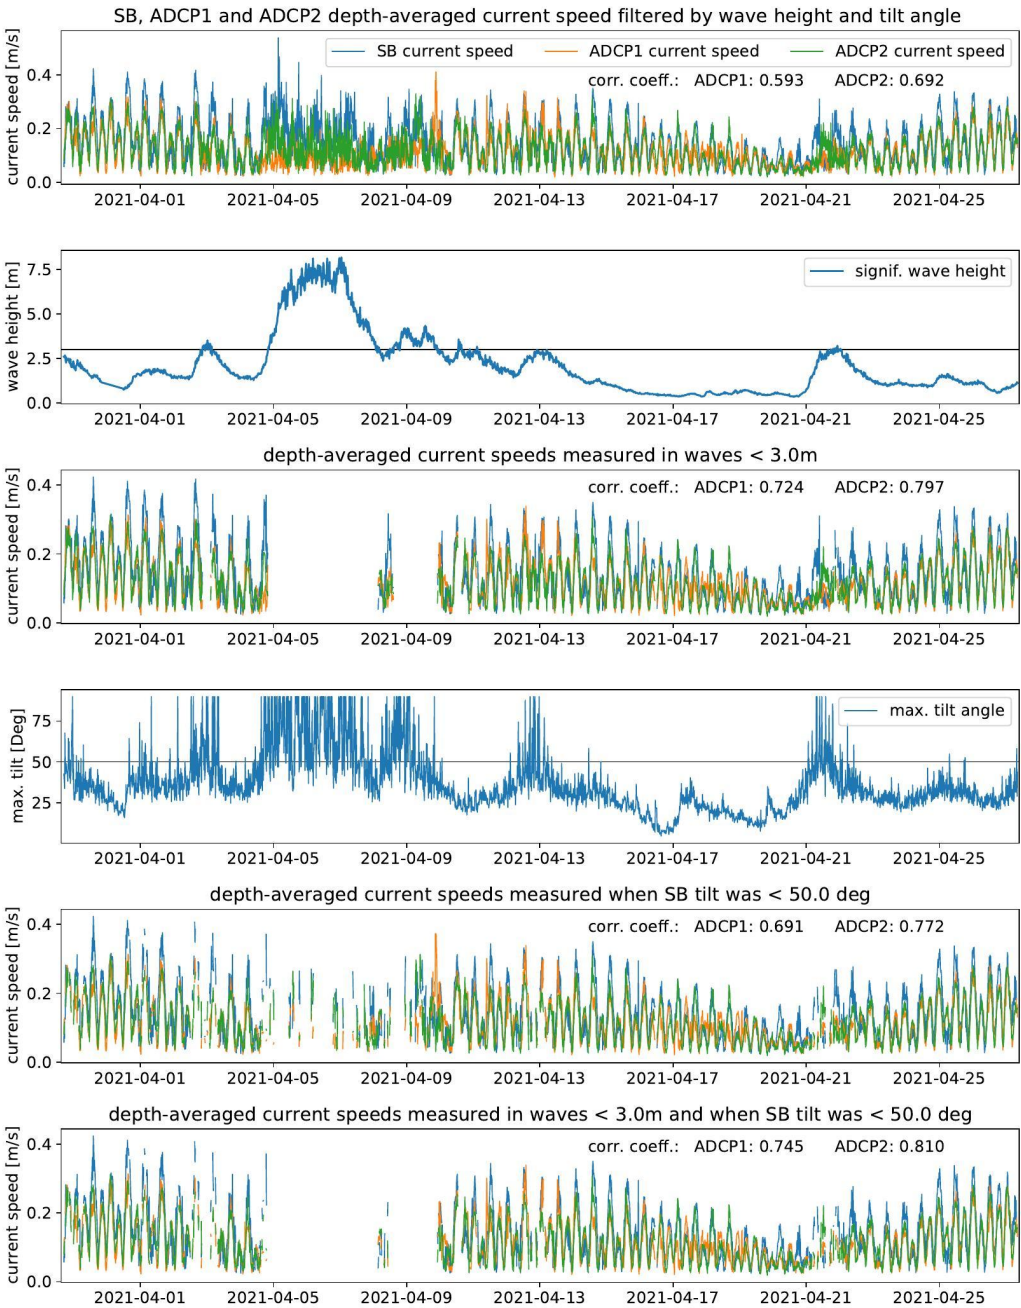 SB, ADCP1 and ADCP2 depth-averaged current speed filtered by wave height and tilt angle
SB current speed ADCP1 current speed ADCP2 current speed
corr. coeff.: ADCP1: 0.593 ADCP2: 0.692
current speed [m/s]
0.4
0.2
0.0
2021-04-01 2021-04-05 2021-04-09 2021-04-13 2021-04-17 2021-04-21 2021-04-25
signif. wave height
wave height [m]
7.5
5.0
2.5
0.0
2021-04-01 2021-04-05 2021-04-09 2021-04-13 2021-04-17 2021-04-21 2021-04-25
depth-averaged current speeds measured in waves < 3.0m
corr. coeff.: ADCP1: 0.724 ADCP2: 0.797
current speed [m/s]
0.4
0.2
0.0
2021-04-01 2021-04-05 2021-04-09 2021-04-13 2021-04-17 2021-04-21 2021-04-25
max. tilt angle
max. tilt [Deg]
75
50
25
2021-04-01 2021-04-05 2021-04-09 2021-04-13 2021-04-17 2021-04-21 2021-04-25
depth-averaged current speeds measured when SB tilt was < 50.0 deg
corr. coeff.: ADCP1: 0.691 ADCP2: 0.772
current speed [m/s]
0.4
0.2
0.0
2021-04-01 2021-04-05 2021-04-09 2021-04-13 2021-04-17 2021-04-21 2021-04-25
depth-averaged current speeds measured in waves < 3.0m and when SB tilt was < 50.0 deg
corr. coeff.: ADCP1: 0.745 ADCP2: 0.810
current speed [m/s]
0.4
0.2
0.0
2021-04-01 2021-04-05 2021-04-09 2021-04-13 2021-04-17 2021-04-21 2021-04-25